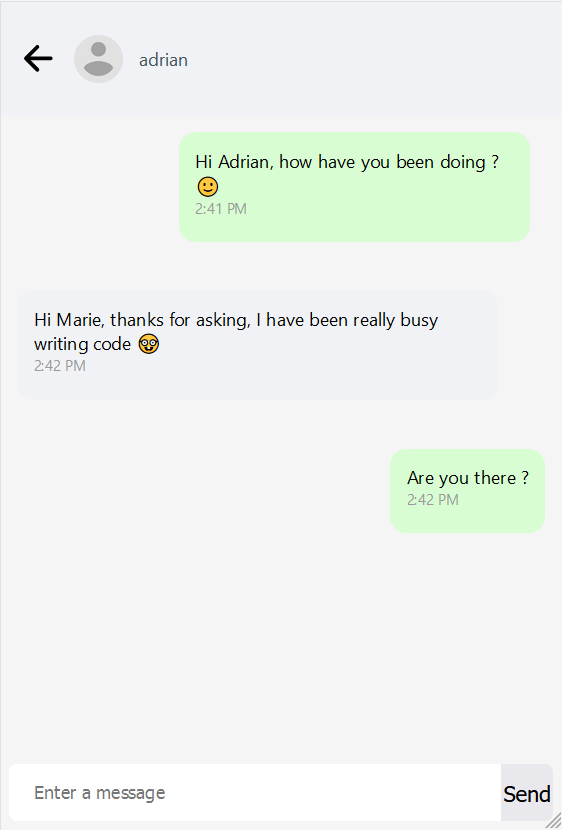 adrian
Hi Adrian, how have you been doing ?
🙂
2:41 PM
Hi Marie, thanks for asking, I have been really busy
writing code 🤓
2:42 PM
Are you there ?
2:42 PM
Enter a message
Send